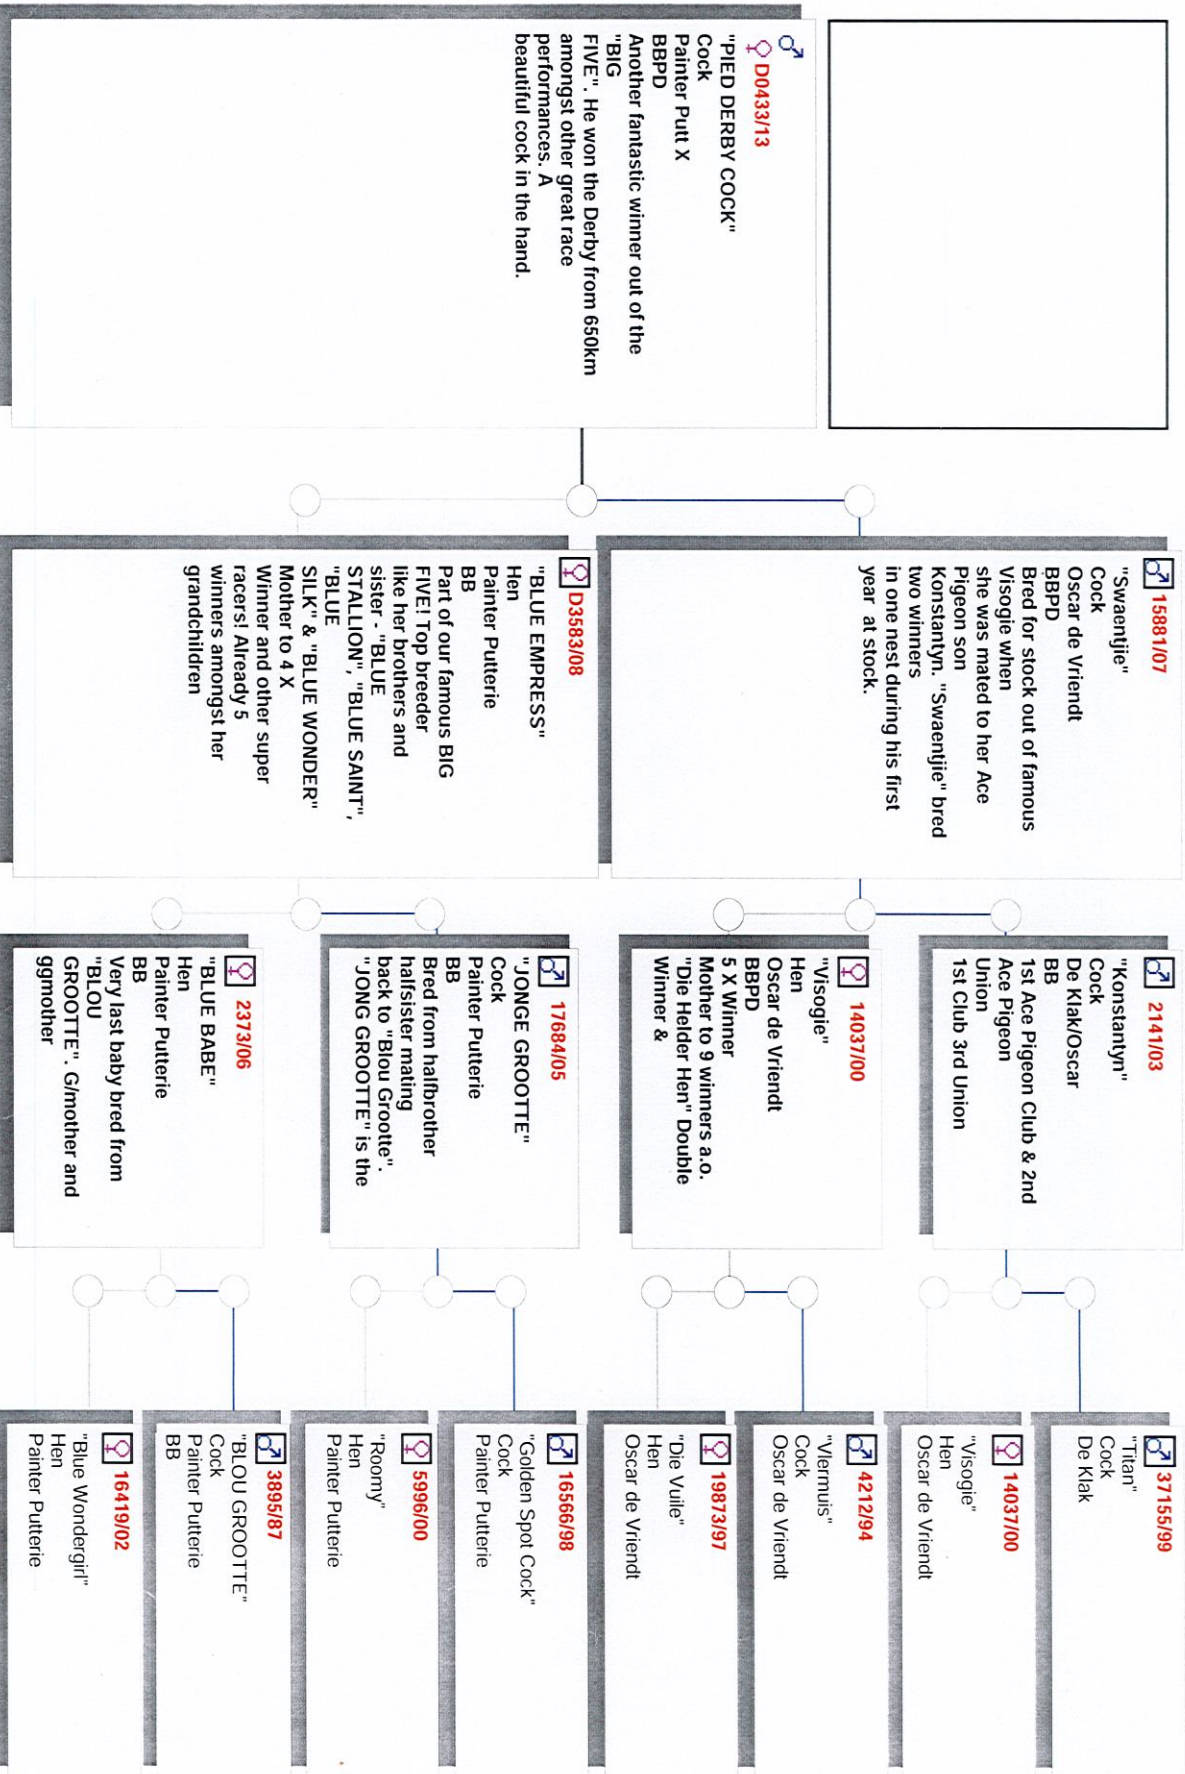 D0433/13
"PIED DERBY COCK"
Cock
Painter Putt X
BBPD
Another fantastic winner out of the
"BIG
FIVE". He won the Derby from 650km
amongst other great race
performances. A
beautiful cock in the hand.
15881/07
"Swaentjie"
Cock
Oscar de Vriendt
BBPD
Bred for stock out of famous
Visogie when
she was mated to her Ace
Pigeon son
Konstantyn. "Swaentjie" bred
two winners
in one nest during his first
year at stock.
D3583/08
"BLUE EMPRESS"
Hen
Painter Putterie
BB
Part of our famous BIG
FIVE! Top breeder
like her brothers and
sister - "BLUE
STALLION", "BLUE SAINT",
"BLUE
SILK" & "BLUE WONDER"
Mother to 4 X
Winner and other super
racers! Already 5
winners amongst her
grandchildren
2141/03
"Konstantyn"
Cock
De Klak/Oscar
BB
1st Ace Pigeon Club & 2nd
Ace Pigeon
Union
1st Club 3rd Union
14037/00
"Visogie"
Hen
Oscar de Vriendt
BBPD
5 X Winner
Mother to 9 winners a.o.
"Die Helder Hen" Double
Winner &
17684/05
"JONGE GROOTTE"
Cock
Painter Putterie
BB
Bred from halfbrother
halfsister mating
back to "Blou Grootte".
"JONG GROOTTE" is the
2373/06
"BLUE BABE"
Hen
Painter Putterie
BB
Very last baby bred from
"BLOU
GROOTTE". G/mother and
ggmother
37155/99
"Titan"
Cock
De Klak
14037/00
"Visogie"
Hen
Oscar de Vriendt
4212/94
"Vlermuis"
Cock
Oscar de Vriendt
19873/97
"Die Vuile"
Hen
Oscar de Vriendt
16566/98
"Golden Spot Cock"
Cock
Painter Putterie
5996/00
"Roomy"
Hen
Painter Putterie
3895/87
"BLOU GROOTTE"
Cock
Painter Putterie
BB
16419/02
"Blue Wondergirl"
Hen
Painter Putterie